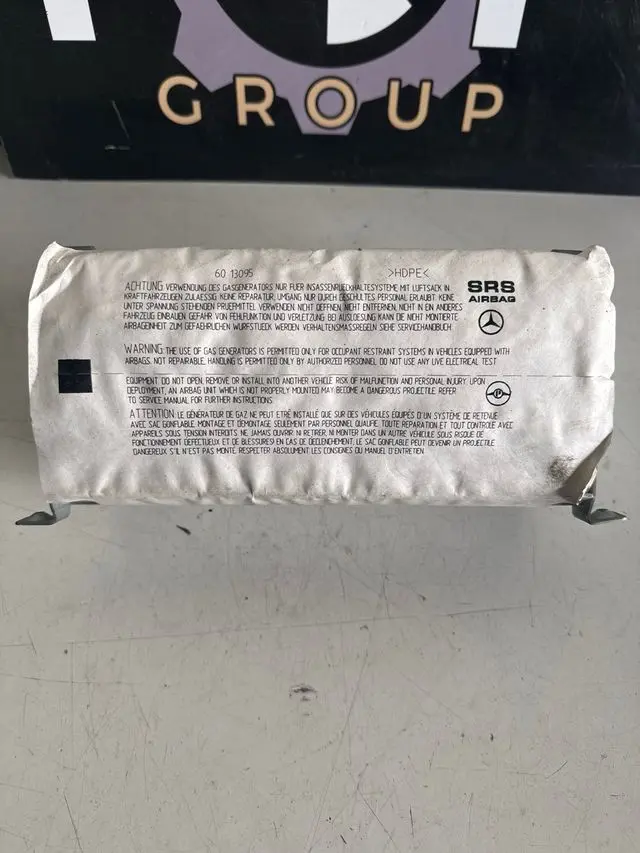 GROUP
60 13095 >HDPE<
ACHTUNG VERWENDUNG DES GASGENERATORS NUR FUER INSASSENRUECKHALTESYSTEME MIT LUFTSACK IN
KRAFTFAHRZEUGEN ZULAESSIG. KEINE REPARATUR, UMGANG NUR DURCH GESCHULTES PERSONAL ERLAUBT. KEINE
UNTER SPANNUNG STEHENDEN PRUEFMITTEL VERWENDEN. NICHT OEFFNEN, NICHT ENTFERNEN, NICHT IN EIN ANDERES
FAHRZEUG EINBAUEN. GEFAHR VON FEHLFUNKTION UND VERLETZUNG. BEI AUSLOESUNG KANN DIE NICHT MONTIERTE
AIRBAGEINHEIT ZUM GEFAEHRLICHEN WURFSTUECK WERDEN. VERHALTENSMASSREGELN SIEHE SERVICEHANDBUCH.
SRS
AIRBAG
WARNING: THE USE OF GAS GENERATORS IS PERMITTED ONLY FOR OCCUPANT RESTRAINT SYSTEMS IN VEHICLES EQUIPPED WITH
AIRBAGS. NOT REPAIRABLE. HANDLING IS PERMITTED ONLY BY AUTHORIZED PERSONNEL. DO NOT USE ANY LIVE ELECTRICAL TEST
EQUIPMENT. DO NOT OPEN, REMOVE OR INSTALL INTO ANOTHER VEHICLE. RISK OF MALFUNCTION AND PERSONAL INJURY. UPON
DEPLOYMENT, AN AIRBAG UNIT WHICH IS NOT PROPERLY MOUNTED MAY BECOME A DANGEROUS PROJECTILE. REFER
TO SERVICE MANUAL FOR FURTHER INSTRUCTIONS.
P
ATTENTION LE GÉNÉRATEUR DE GAZ NE PEUT ETRÊ INSTALLÉ QUE SUR DES VÉHICULES ÉQUIPÉS D'UN SYSTÈME DE RETENUE
AVEC SAC GONFLABLE. MONTAGE ET DEMONTAGE SEULEMENT PAR PERSONNEL QUALIFIE. TOUTE REPARATION ET TOUT CONTRÔLE AVEC
APPAREILS SOUS TENSION INTERDITS. NE JAMAIS OUVRIR, NI RETIRER, NI MONTER DANS UN AUTRE VÉHICULE SOUS RISQUE DE
FONCTIONNEMENT DÉFECTUEUX ET DE BLESSURES! EN CAS DE DÉCLENCHEMENT, LE SAC GONFLABLE PEUT DEVENIR UN PROJECTILE
DANGEREUX S'IL N'EST PAS MONTÉ. RESPECTER ABSOLUMENT LES CONSIGNES DU MANUEL D'ENTRETIEN.